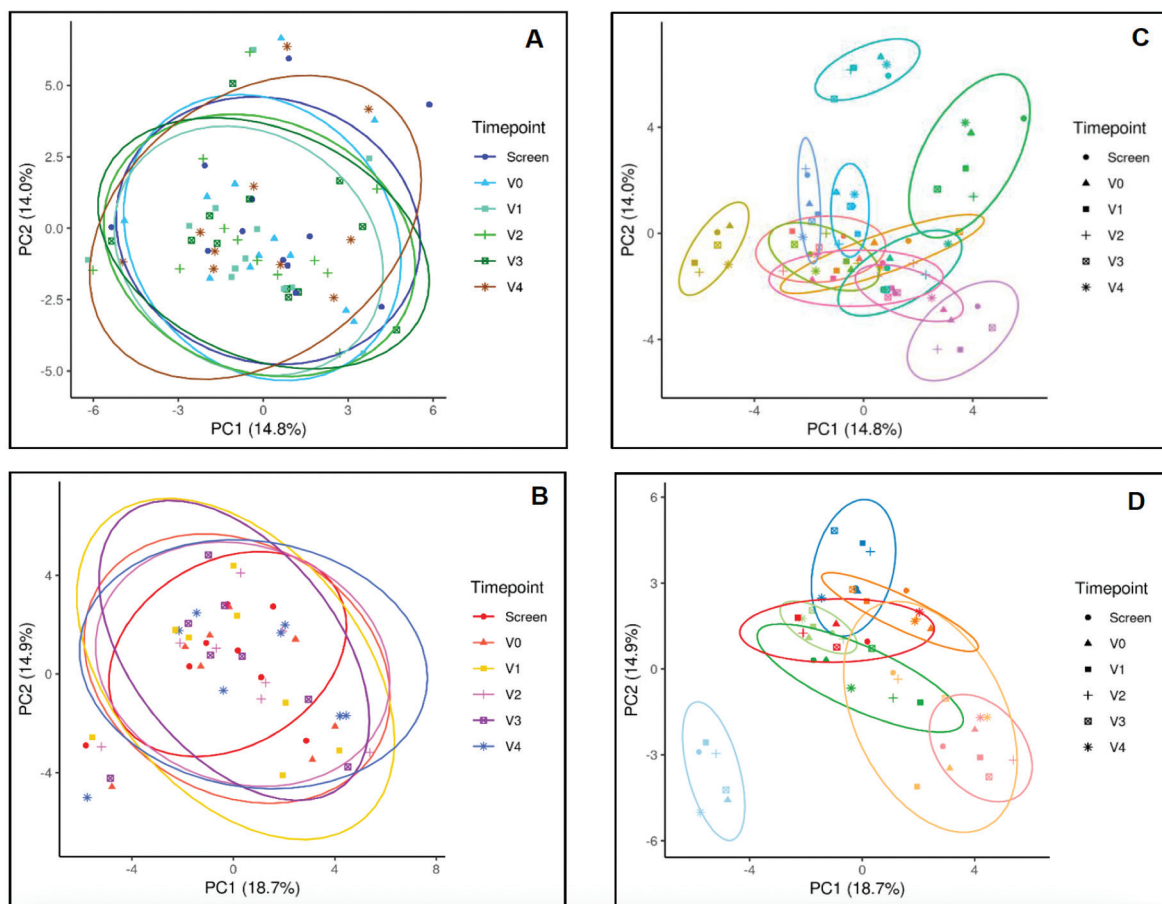 A
5.0
2.5
0.0
-2.5
-5.0
-6
-3
0
3
6
PC2 (14.0%)
PC1 (14.8%)
Timepoint
Screen
V0
V1
V2
V3
V4
C
4
0
-4
-4
0
4
PC2 (14.0%)
PC1 (14.8%)
Timepoint
Screen
V0
V1
V2
V3
V4
B
4
0
-4
-4
0
4
8
PC2 (14.9%)
PC1 (18.7%)
Timepoint
Screen
V0
V1
V2
V3
V4
D
6
3
0
-3
-6
-4
0
4
PC2 (14.9%)
PC1 (18.7%)
Timepoint
Screen
V0
V1
V2
V3
V4